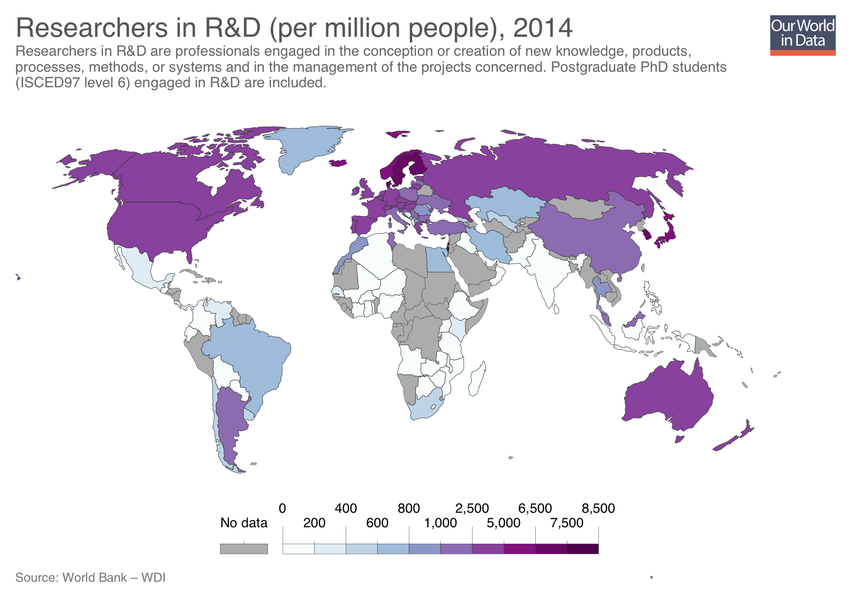 Researchers in R&D (per million people), 2014
Our World
in Data
Researchers in R&D are professionals engaged in the conception or creation of new knowledge, products,
processes, methods, or systems and in the management of the projects concerned. Postgraduate PhD students
(ISCED97 level 6) engaged in R&D are included.
0 400 800 2,500 6,500 8,500
No data 200 600 1,000 5,000 7,500
Source: World Bank – WDI